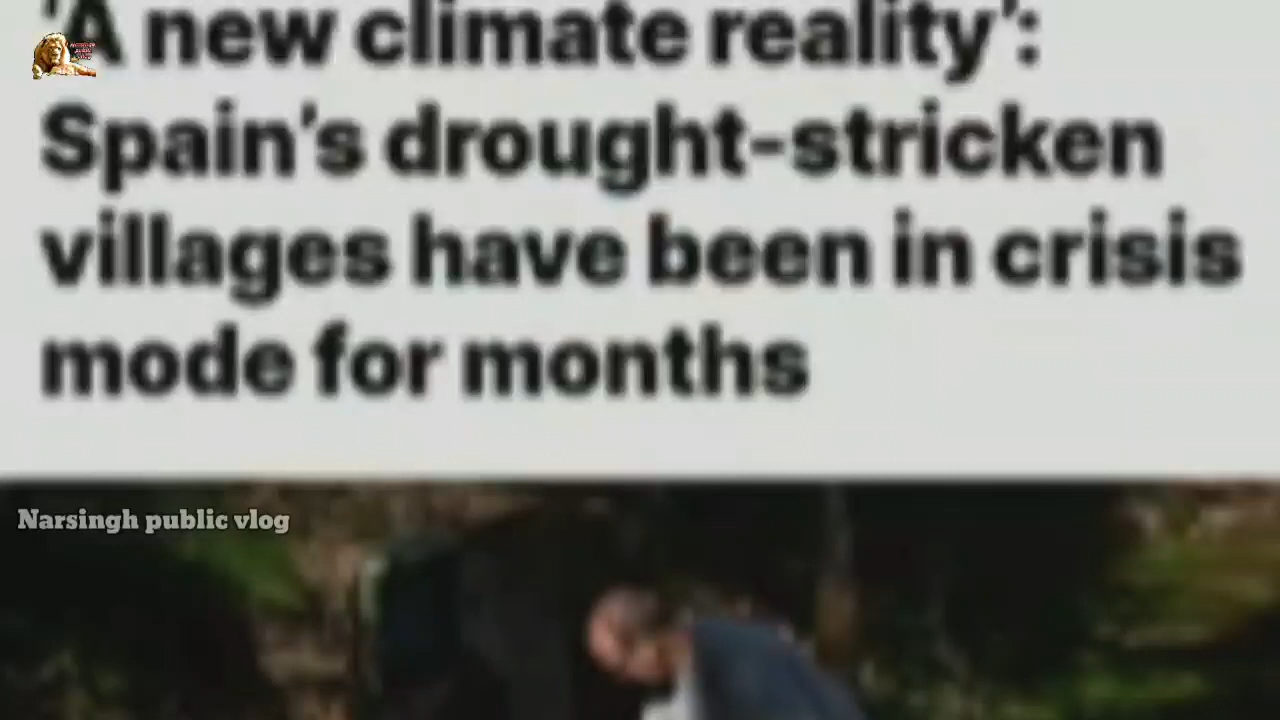 'A new climate reality':
Spain's drought-stricken
villages have been in crisis
mode for months
Narsingh public vlog